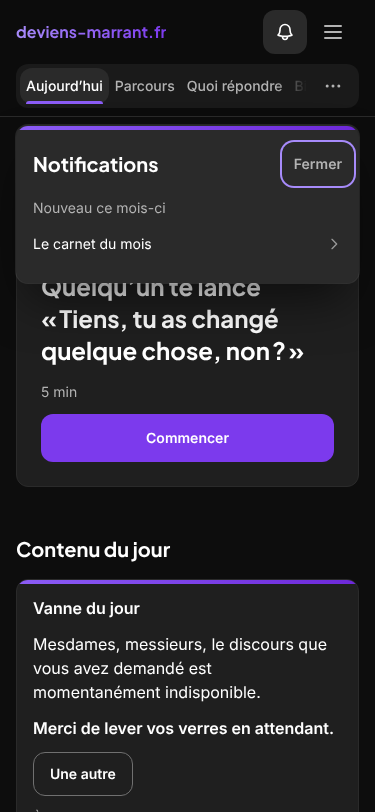 deviens-marrant.fr
Aujourd’hui Parcours Quoi répondre
Notifications
Fermer
Nouveau ce mois-ci
Le carnet du mois
Quelqu’un te lance
« Tiens, tu as changé
quelque chose, non ? »
5 min
Commencer
Contenu du jour
Vanne du jour
Mesdames, messieurs, le discours que
vous avez demandé est
momentanément indisponible.
Merci de lever vos verres en attendant.
Une autre